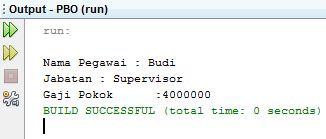 Output - PBO (run)
run:
Nama Pegawai : Budi
Jabatan : Supervisor
Gaji Pokok      :4000000
BUILD SUCCESSFUL (total time: 0 seconds)